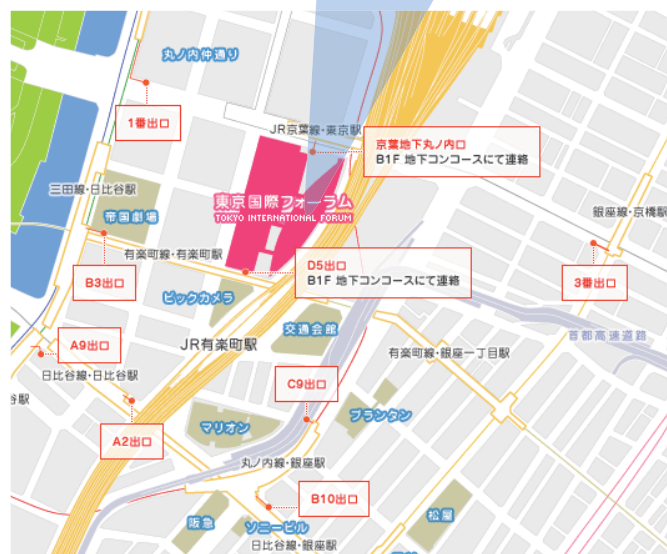 丸ノ内仲通り
1番出口
JR京葉線・東京駅
京葉地下丸ノ内口
B1F 地下コンコースにて連絡
三田線・日比谷駅
東京国際フォーラム
TOKYO INTERNATIONAL FORUM
帝国劇場
銀座線・京橋駅
有楽町線・有楽町駅
D5出口
B1F 地下コンコースにて連絡
B3出口
3番出口
ビックカメラ
交通会館
首都高速道路
JR有楽町駅
A9出口
有楽町線・銀座一丁目駅
日比谷線・日比谷駅
C9出口
谷駅
プランタン
マリオン
A2出口
丸ノ内線・銀座駅
B10出口
松屋
阪急
ソニービル
日比谷線・銀座駅